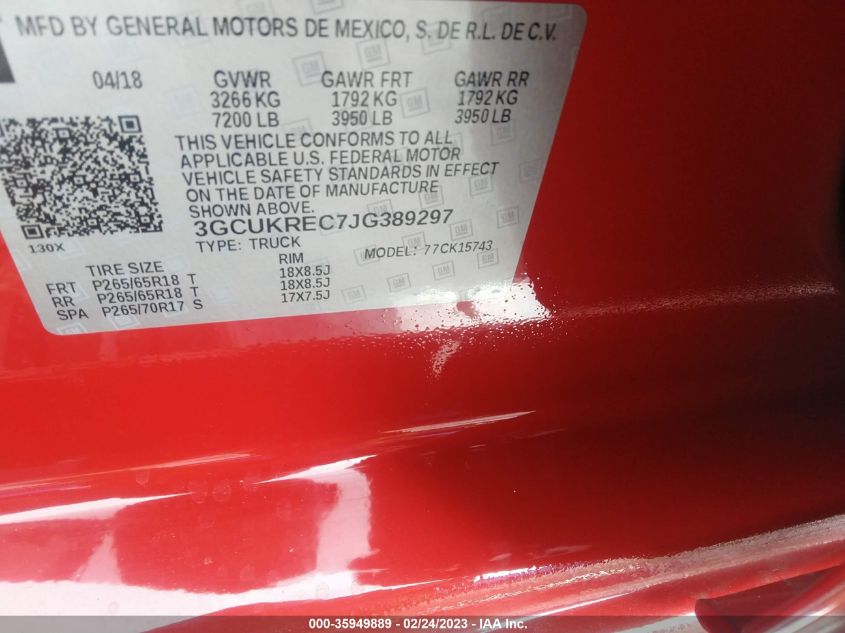 MFD BY GENERAL MOTORS DE MEXICO, S. DE R.L. DE C.V.
04/18 GVWR GAWR FRT GAWR RR
3266 KG 1792 KG 1792 KG
7200 LB 3950 LB 3950 LB
THIS VEHICLE CONFORMS TO ALL
APPLICABLE U.S. FEDERAL MOTOR
VEHICLE SAFETY STANDARDS IN EFFECT
ON THE DATE OF MANUFACTURE
SHOWN ABOVE.
3GCUKREC7JG389297
130X
TYPE: TRUCK MODEL: 77CK15743
TIRE SIZE RIM
FRT P265/65R18 T 18X8.5J
RR P265/65R18 T 18X8.5J
SPA P265/70R17 S 17X7.5J
000-35949889 - 02/24/2023 - IAA Inc.